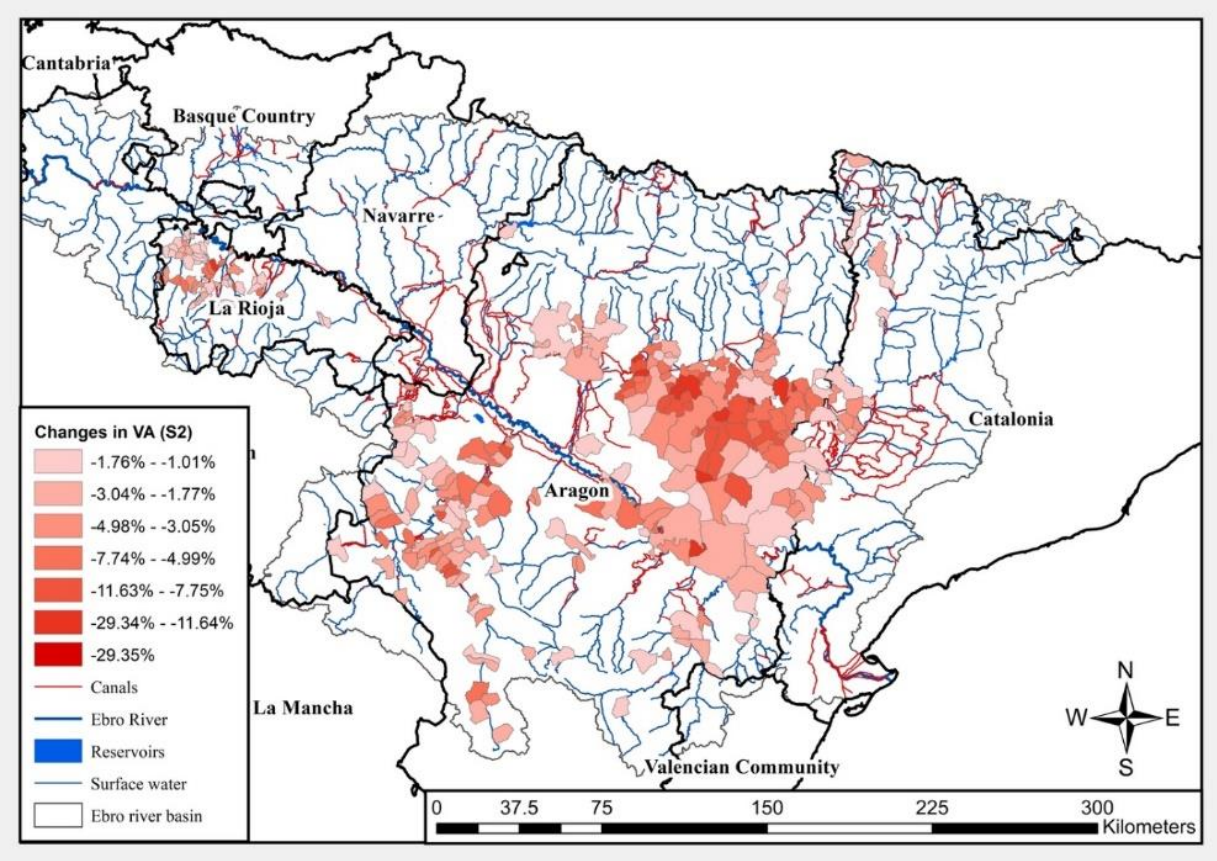 Cantabria
Basque Country
Navarre
La Rioja
Catalonia
Aragon
Changes in VA (S2)
-1.76% - -1.01%
-3.04% - -1.77%
-4.98% - -3.05%
-7.74% - -4.99%
-11.63% - -7.75%
-29.34% - -11.64%
-29.35%
Canals
Ebro River
Reservoirs
Surface water
Ebro river basin
n
La Mancha
Valencian Community
N
W E
S
0 37.5 75 150 225 300
Kilometers